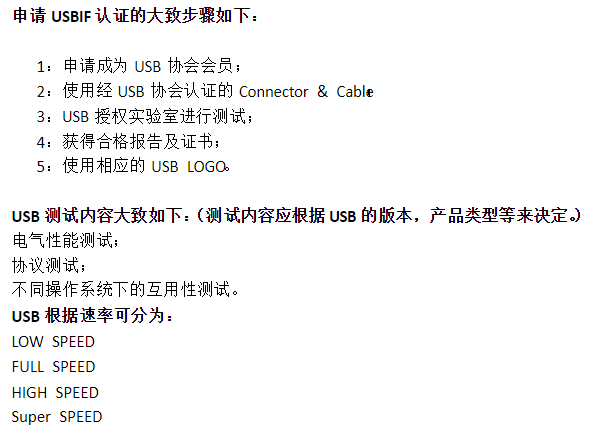 申请 USBIF 认证的大致步骤如下：
1：申请成为 USB 协会会员；
2：使用经 USB 协会认证的 Connector & Cable
3：USB 授权实验室进行测试；
4：获得合格报告及证书；
5：使用相应的 USB LOGO。
USB 测试内容大致如下：（测试内容应根据 USB 的版本，产品类型等来决定。）
电气性能测试；
协议测试；
不同操作系统下的互用性测试。
USB 根据速率可分为：
LOW SPEED
FULL SPEED
HIGH SPEED
Super SPEED